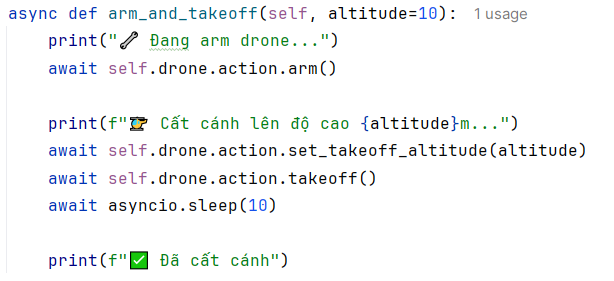 async def arm_and_takeoff(self, altitude=10): 1 usage
print("🔧 Đang arm drone...")
await self.drone.action.arm()
print(f"👉 Cất cánh lên độ cao {altitude}m...")
await self.drone.action.set_takeoff_altitude(altitude)
await self.drone.action.takeoff()
await asyncio.sleep(10)
print(f"✅ Đã cất cánh")